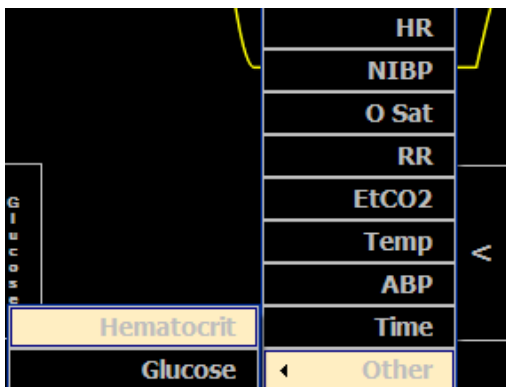 HR
NIBP
O Sat
RR
EtCO2
Temp
ABP
Time
Other
Hematocrit
Glucose
Glucose
<